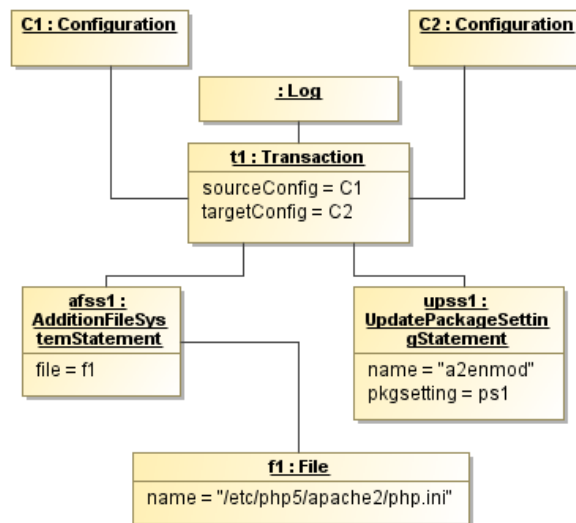 C1 : Configuration
C2 : Configuration
: Log
t1 : Transaction
sourceConfig = C1
targetConfig = C2
afss1 :
AdditionFileSys
temStatement
file = f1
upss1 :
UpdatePackageSettin
gStatement
name = "a2enmod"
pkgsetting = ps1
f1 : File
name = "/etc/php5/apache2/php.ini"